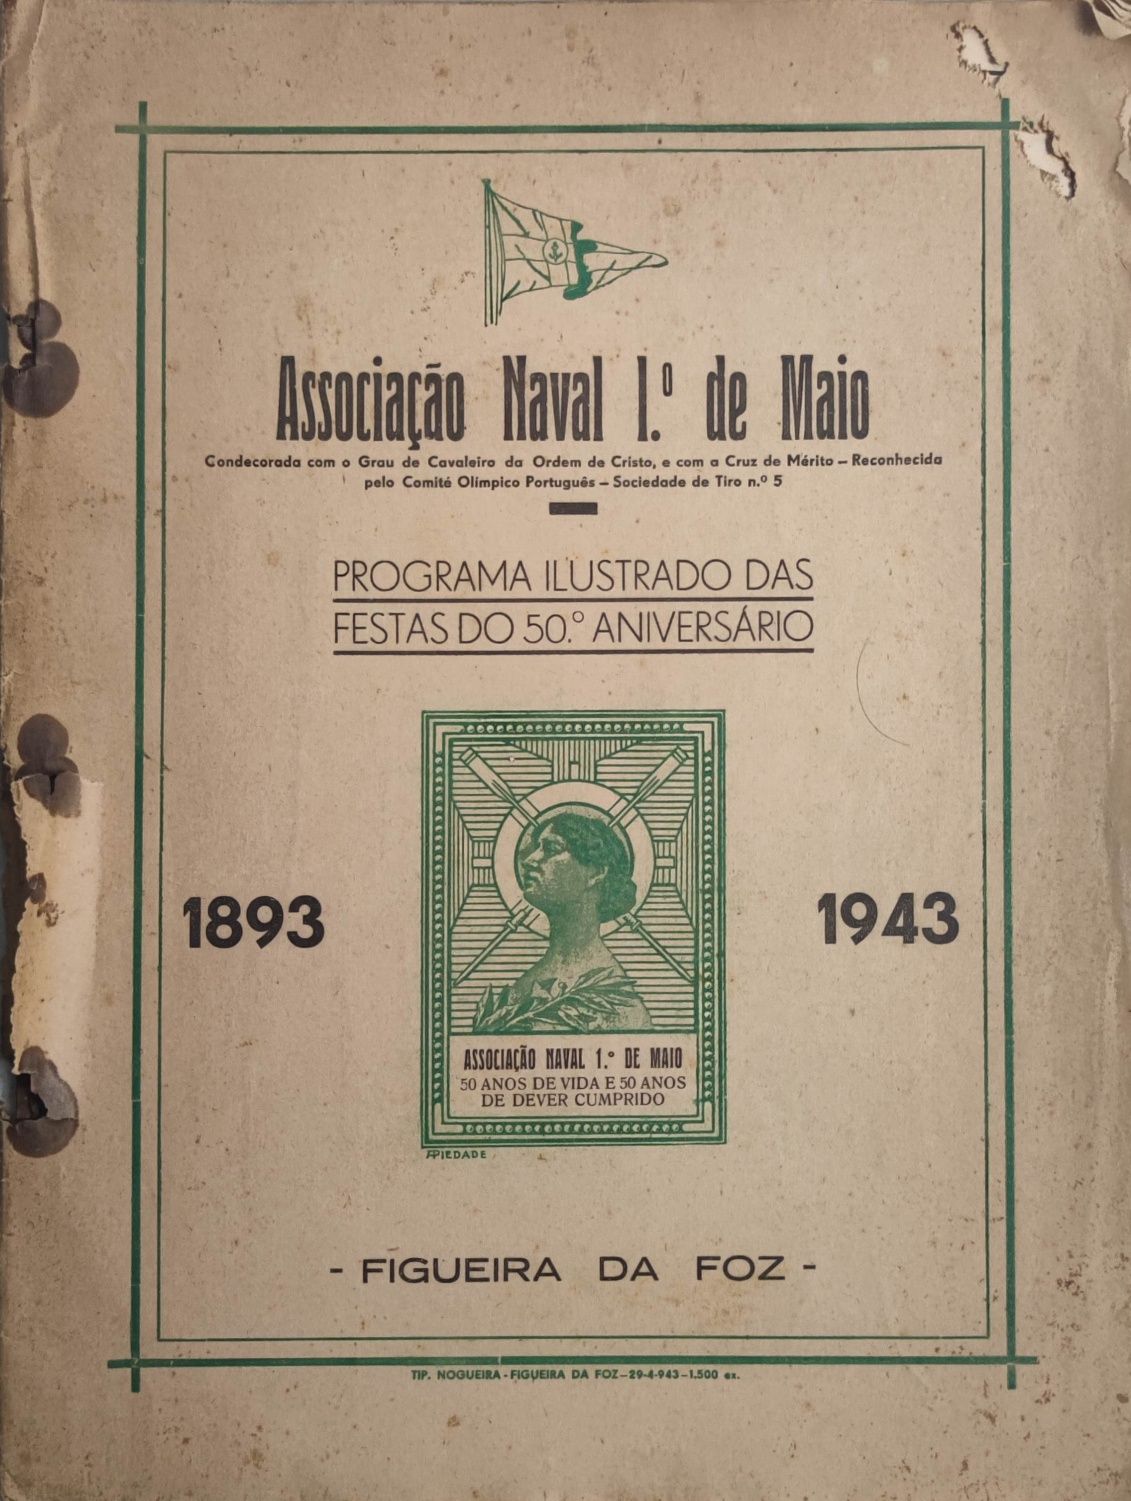 Associação Naval 1.º de Maio
Condecorada com o Grau de Cavaleiro da Ordem de Cristo, e com a Cruz de Mérito – Reconhecida
pelo Comité Olímpico Português – Sociedade de Tiro n.º 5
PROGRAMA ILUSTRADO DAS
FESTAS DO 50.º ANIVERSÁRIO
1893
1943
ASSOCIAÇÃO NAVAL 1.º DE MAIO
50 ANOS DE VIDA E 50 ANOS
DE DEVER CUMPRIDO
APIEDADE
- FIGUEIRA DA FOZ -
TIP. NOGUEIRA - FIGUEIRA DA FOZ – 29-4-943 – 1.500 ex.